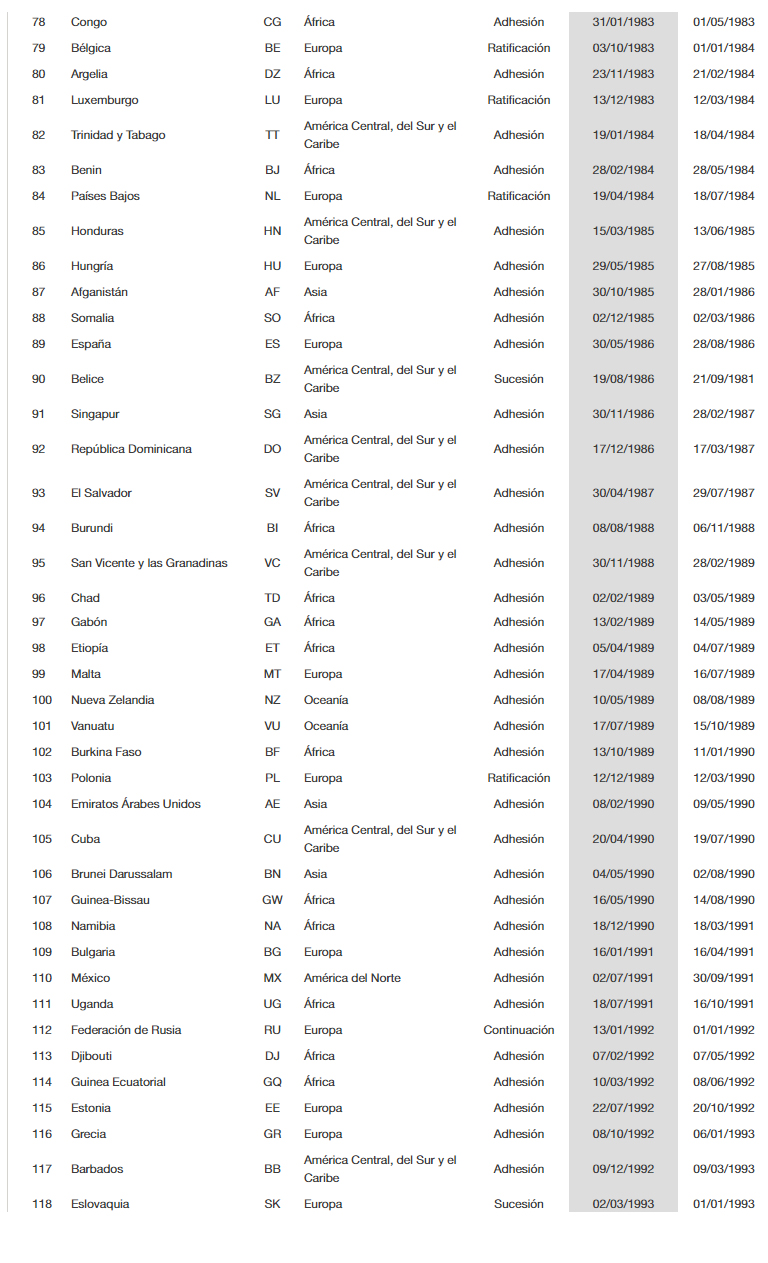 78 Congo CG África Adhesión 31/01/1983 01/05/1983
79 Bélgica BE Europa Ratificación 03/10/1983 01/01/1984
80 Argelia DZ África Adhesión 23/11/1983 21/02/1984
81 Luxemburgo LU Europa Ratificación 13/12/1983 12/03/1984
82 Trinidad y Tabago TT América Central, del Sur y el
Caribe Adhesión 19/01/1984 18/04/1984
83 Benin BJ África Adhesión 28/02/1984 28/05/1984
84 Países Bajos NL Europa Ratificación 19/04/1984 18/07/1984
85 Honduras HN América Central, del Sur y el
Caribe Adhesión 15/03/1985 13/06/1985
86 Hungría HU Europa Adhesión 29/05/1985 27/08/1985
87 Afganistán AF Asia Adhesión 30/10/1985 28/01/1986
88 Somalia SO África Adhesión 02/12/1985 02/03/1986
89 España ES Europa Adhesión 30/05/1986 28/08/1986
90 Belice BZ América Central, del Sur y el
Caribe Sucesión 19/08/1986 21/09/1981
91 Singapur SG Asia Adhesión 30/11/1986 28/02/1987
92 República Dominicana DO América Central, del Sur y el
Caribe Adhesión 17/12/1986 17/03/1987
93 El Salvador SV América Central, del Sur y el
Caribe Adhesión 30/04/1987 29/07/1987
94 Burundi BI África Adhesión 08/08/1988 06/11/1988
95 San Vicente y las Granadinas VC América Central, del Sur y el
Caribe Adhesión 30/11/1988 28/02/1989
96 Chad TD África Adhesión 02/02/1989 03/05/1989
97 Gabón GA África Adhesión 13/02/1989 14/05/1989
98 Etiopía ET África Adhesión 05/04/1989 04/07/1989
99 Malta MT Europa Adhesión 17/04/1989 16/07/1989
100 Nueva Zelandia NZ Oceanía Adhesión 10/05/1989 08/08/1989
101 Vanuatu VU Oceanía Adhesión 17/07/1989 15/10/1989
102 Burkina Faso BF África Adhesión 13/10/1989 11/01/1990
103 Polonia PL Europa Ratificación 12/12/1989 12/03/1990
104 Emiratos Árabes Unidos AE Asia Adhesión 08/02/1990 09/05/1990
105 Cuba CU América Central, del Sur y el
Caribe Adhesión 20/04/1990 19/07/1990
106 Brunei Darussalam BN Asia Adhesión 04/05/1990 02/08/1990
107 Guinea-Bissau GW África Adhesión 16/05/1990 14/08/1990
108 Namibia NA África Adhesión 18/12/1990 18/03/1991
109 Bulgaria BG Europa Adhesión 16/01/1991 16/04/1991
110 México MX América del Norte Adhesión 02/07/1991 30/09/1991
111 Uganda UG África Adhesión 18/07/1991 16/10/1991
112 Federación de Rusia RU Europa Continuación 13/01/1992 01/01/1992
113 Djibouti DJ África Adhesión 07/02/1992 07/05/1992
114 Guinea Ecuatorial GQ África Adhesión 10/03/1992 08/06/1992
115 Estonia EE Europa Adhesión 22/07/1992 20/10/1992
116 Grecia GR Europa Adhesión 08/10/1992 06/01/1993
117 Barbados BB América Central, del Sur y el
Caribe Adhesión 09/12/1992 09/03/1993
118 Eslovaquia SK Europa Sucesión 02/03/1993 01/01/1993